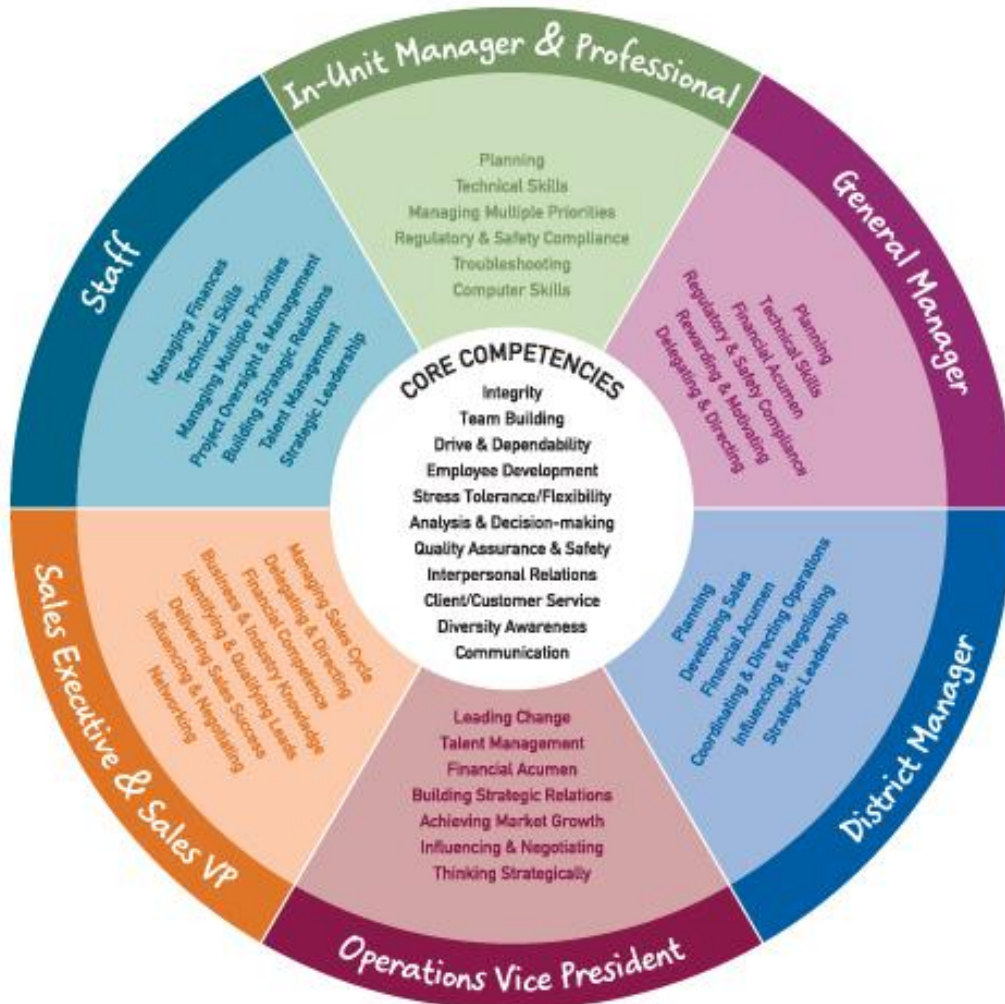 In-Unit Manager & Professional
Planning
Technical Skills
Managing Multiple Priorities
Regulatory & Safety Compliance
Troubleshooting
Computer Skills
General Manager
Planning
Technical Skills
Financial Acumen
Regulatory & Safety Compliance
Rewarding & Motivating
Delegating & Directing
District Manager
Planning
Developing Sales
Financial Acumen
Coordinating & Directing Operations
Influencing & Negotiating
Strategic Leadership
Operations Vice President
Leading Change
Talent Management
Financial Acumen
Building Strategic Relations
Achieving Market Growth
Influencing & Negotiating
Thinking Strategically
Sales Executive & Sales VP
Managing Sales Cycle
Delegating & Directing
Financial Competence
Business & Industry Knowledge
Identifying & Qualifying Leads
Delivering Sales Success
Influencing & Negotiating
Networking
Staff
Managing Finances
Technical Skills
Managing Multiple Priorities
Project Oversight & Management
Building Strategic Relations
Talent Management
Strategic Leadership
CORE COMPETENCIES
Integrity
Team Building
Drive & Dependability
Employee Development
Stress Tolerance/Flexibility
Analysis & Decision-making
Quality Assurance & Safety
Interpersonal Relations
Client/Customer Service
Diversity Awareness
Communication